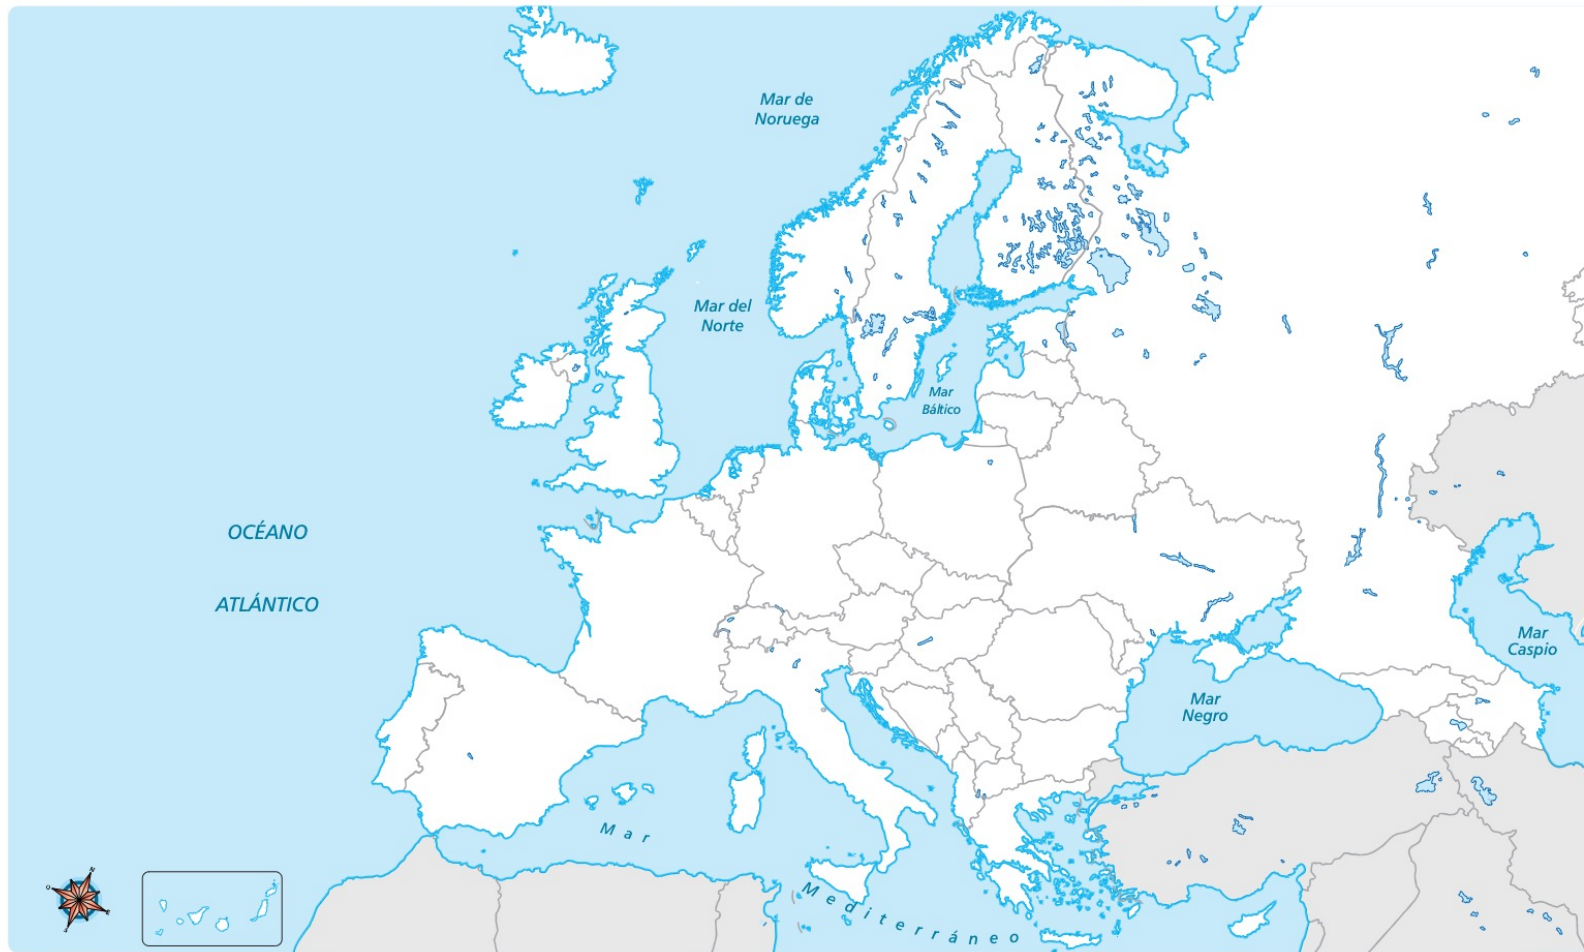 Mar de
Noruega
Mar del
Norte
Mar
Báltico
OCÉANO
ATLÁNTICO
Mar
Caspio
Mar
Negro
Mar
Mediterráneo